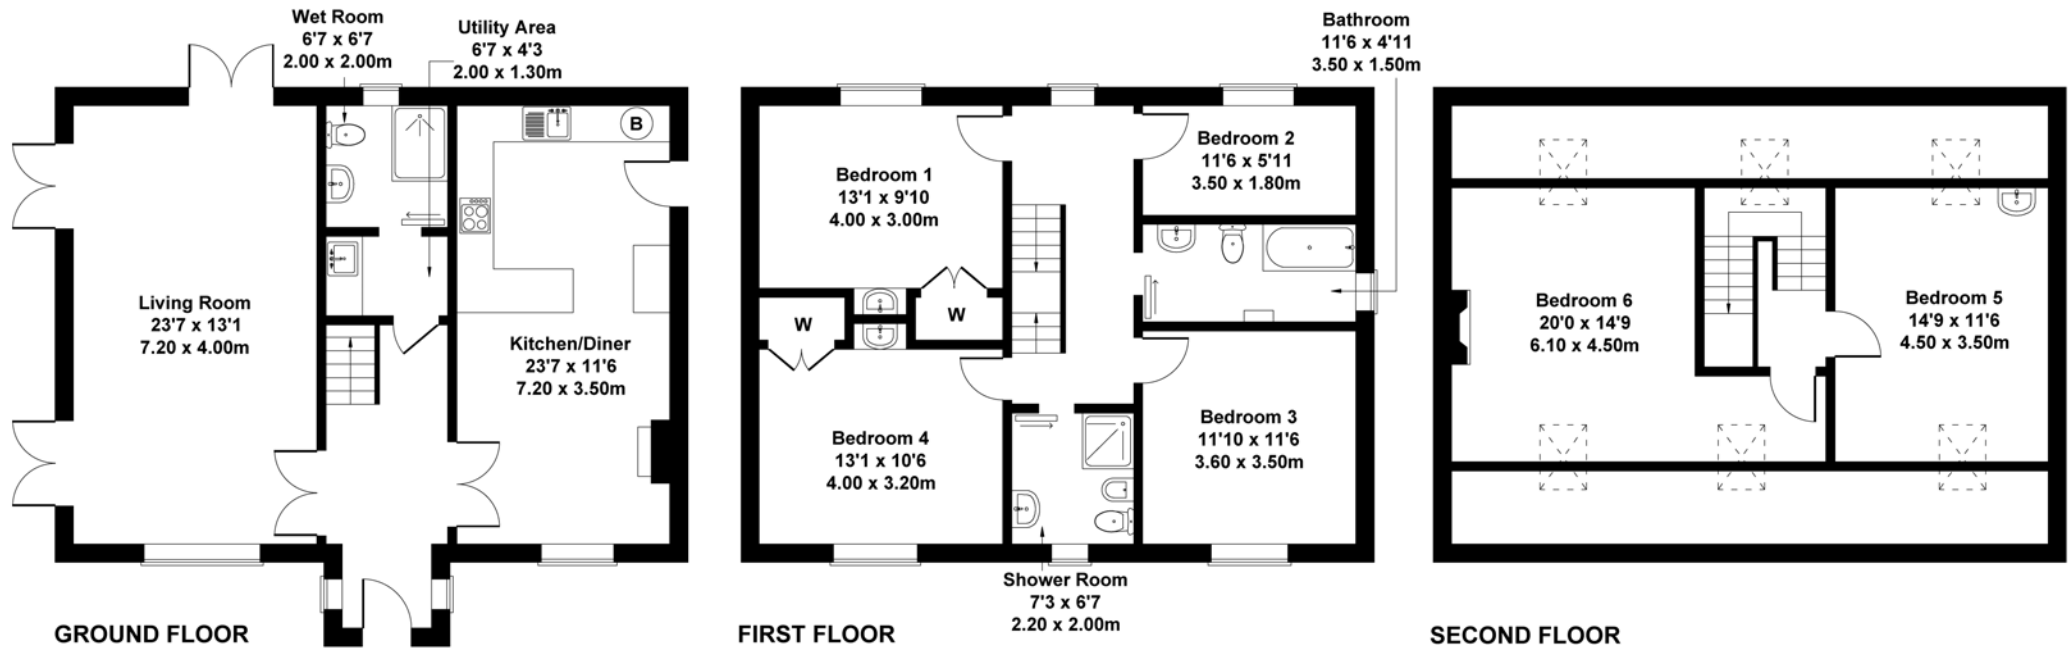 Wet Room
6'7 x 6'7
2.00 x 2.00m
Utility Area
6'7 x 4'3
2.00 x 1.30m
B
Living Room
23'7 x 13'1
7.20 x 4.00m
Kitchen/Diner
23'7 x 11'6
7.20 x 3.50m
GROUND FLOOR
Bathroom
11'6 x 4'11
3.50 x 1.50m
Bedroom 1
13'1 x 9'10
4.00 x 3.00m
Bedroom 2
11'6 x 5'11
3.50 x 1.80m
W
W
Bedroom 4
13'1 x 10'6
4.00 x 3.20m
Bedroom 3
11'10 x 11'6
3.60 x 3.50m
Shower Room
7'3 x 6'7
2.20 x 2.00m
FIRST FLOOR
Bedroom 6
20'0 x 14'9
6.10 x 4.50m
Bedroom 5
14'9 x 11'6
4.50 x 3.50m
SECOND FLOOR